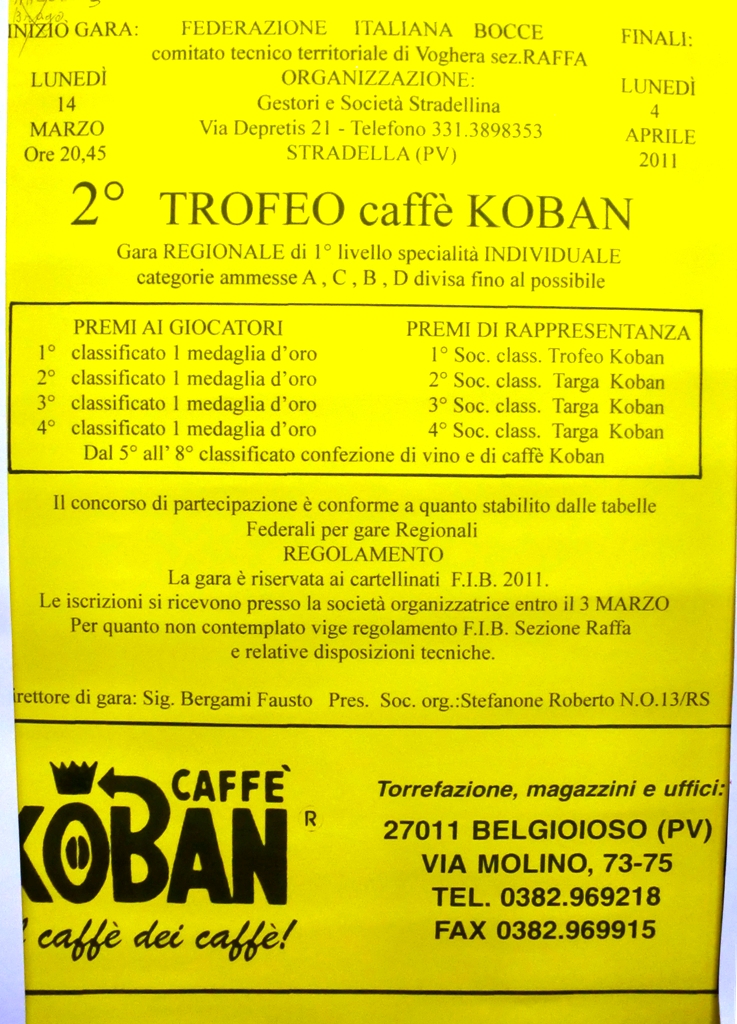 INIZIO GARA:
LUNEDÌ
14
MARZO
Ore 20,45
FEDERAZIONE ITALIANA BOCCE
comitato tecnico territoriale di Voghera sez.RAFFA
ORGANIZZAZIONE:
Gestori e Società Stradellina
Via Depretis 21 - Telefono 331.3898353
STRADELLA (PV)
FINALI:
LUNEDÌ
4
APRILE
2011
2° TROFEO caffè KOBAN
Gara REGIONALE di 1° livello specialità INDIVIDUALE
categorie ammesse A , C , B , D divisa fino al possibile
PREMI AI GIOCATORI
1° classificato 1 medaglia d'oro
2° classificato 1 medaglia d'oro
3° classificato 1 medaglia d'oro
4° classificato 1 medaglia d'oro
PREMI DI RAPPRESENTANZA
1° Soc. class. Trofeo Koban
2° Soc. class. Targa Koban
3° Soc. class. Targa Koban
4° Soc. class. Targa Koban
Dal 5° all' 8° classificato confezione di vino e di caffè Koban
Il concorso di partecipazione è conforme a quanto stabilito dalle tabelle
Federali per gare Regionali
REGOLAMENTO
La gara è riservata ai cartellinati F.I.B. 2011.
Le iscrizioni si ricevono presso la società organizzatrice entro il 3 MARZO
Per quanto non contemplato vige regolamento F.I.B. Sezione Raffa
e relative disposizioni tecniche.
irettore di gara: Sig. Bergami Fausto Pres. Soc. org.:Stefanone Roberto N.O.13/RS
CAFFÈ
KOBAN ®
l caffè dei caffè!
Torrefazione, magazzini e uffici:
27011 BELGIOIOSO (PV)
VIA MOLINO, 73-75
TEL. 0382.969218
FAX 0382.969915